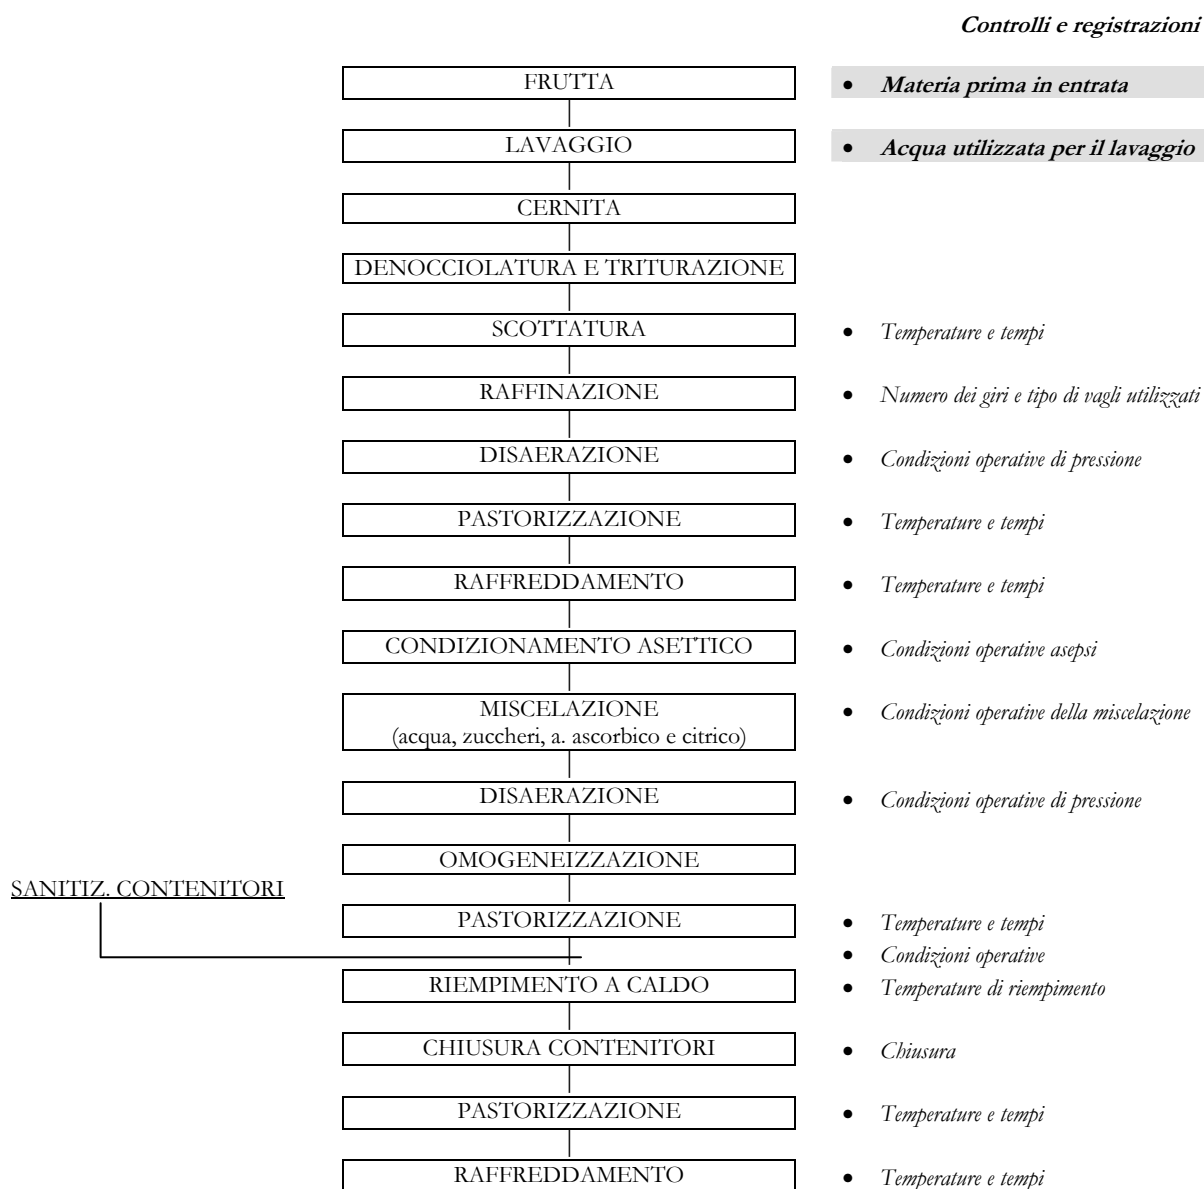 Controlli e registrazioni
FRUTTA
• Materia prima in entrata
LAVAGGIO
• Acqua utilizzata per il lavaggio
CERNITA
DENOCCIOLATURA E TRITURAZIONE
SCOTTATURA
• Temperature e tempi
RAFFINAZIONE
• Numero dei giri e tipo di vagli utilizzati
DISAERAZIONE
• Condizioni operative di pressione
PASTORIZZAZIONE
• Temperature e tempi
RAFFREDDAMENTO
• Temperature e tempi
CONDIZIONAMENTO ASETTICO
• Condizioni operative asepsi
MISCELAZIONE
(acqua, zuccheri, a. ascorbico e citrico)
• Condizioni operative della miscelazione
DISAERAZIONE
• Condizioni operative di pressione
OMOGENEIZZAZIONE
SANITIZ. CONTENITORI
PASTORIZZAZIONE
• Temperature e tempi
• Condizioni operative
RIEMPIMENTO A CALDO
• Temperature di riempimento
CHIUSURA CONTENITORI
• Chiusura
PASTORIZZAZIONE
• Temperature e tempi
RAFFREDDAMENTO
• Temperature e tempi